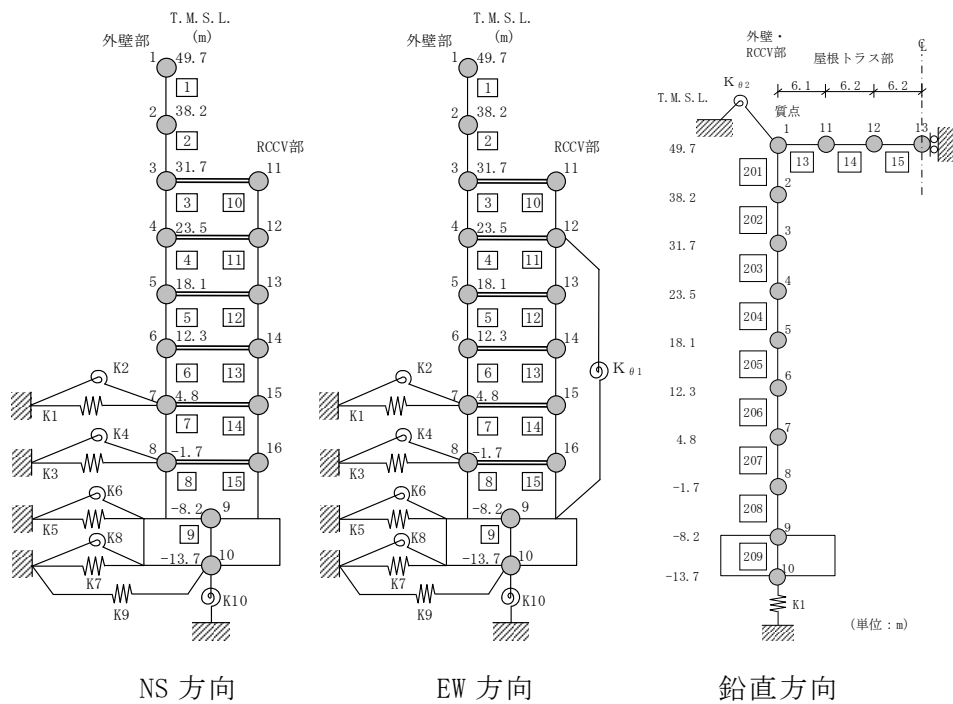 T.M.S.L.
(m)
外壁部
1 49.7
1
2 38.2
2
RCCV部
3 31.7 11
3 10
4 23.5 12
4 11
5 18.1 13
5 12
6 12.3 14
6 13
K2
7 4.8 15
K1
7 14
K4
8 -1.7 16
K3
8 15
K6
-8.2 9
K5
9
K8
-13.7 10
K7
K10
K9
NS 方向
T.M.S.L.
(m)
外壁部
1 49.7
1
2 38.2
2
RCCV部
3 31.7 11
3 10
4 23.5 12
4 11
5 18.1 13
5 12
6 12.3 14
Kθ1
6 13
K2
7 4.8 15
K1
7 14
K4
8 -1.7 16
K3
8 15
K6
-8.2 9
K5
9
K8
-13.7 10
K7
K10
K9
EW 方向
外壁・
RCCV部
屋根トラス部
℄
Kθ2
6.1 6.2 6.2
T.M.S.L.
質点
1 11 12 13
49.7
13 14 15
201
2
38.2
202
3
31.7
203
4
23.5
204
5
18.1
205
6
12.3
206
7
4.8
207
8
-1.7
208
9
-8.2
209
10
-13.7
K1
(単位：m)
鉛直方向